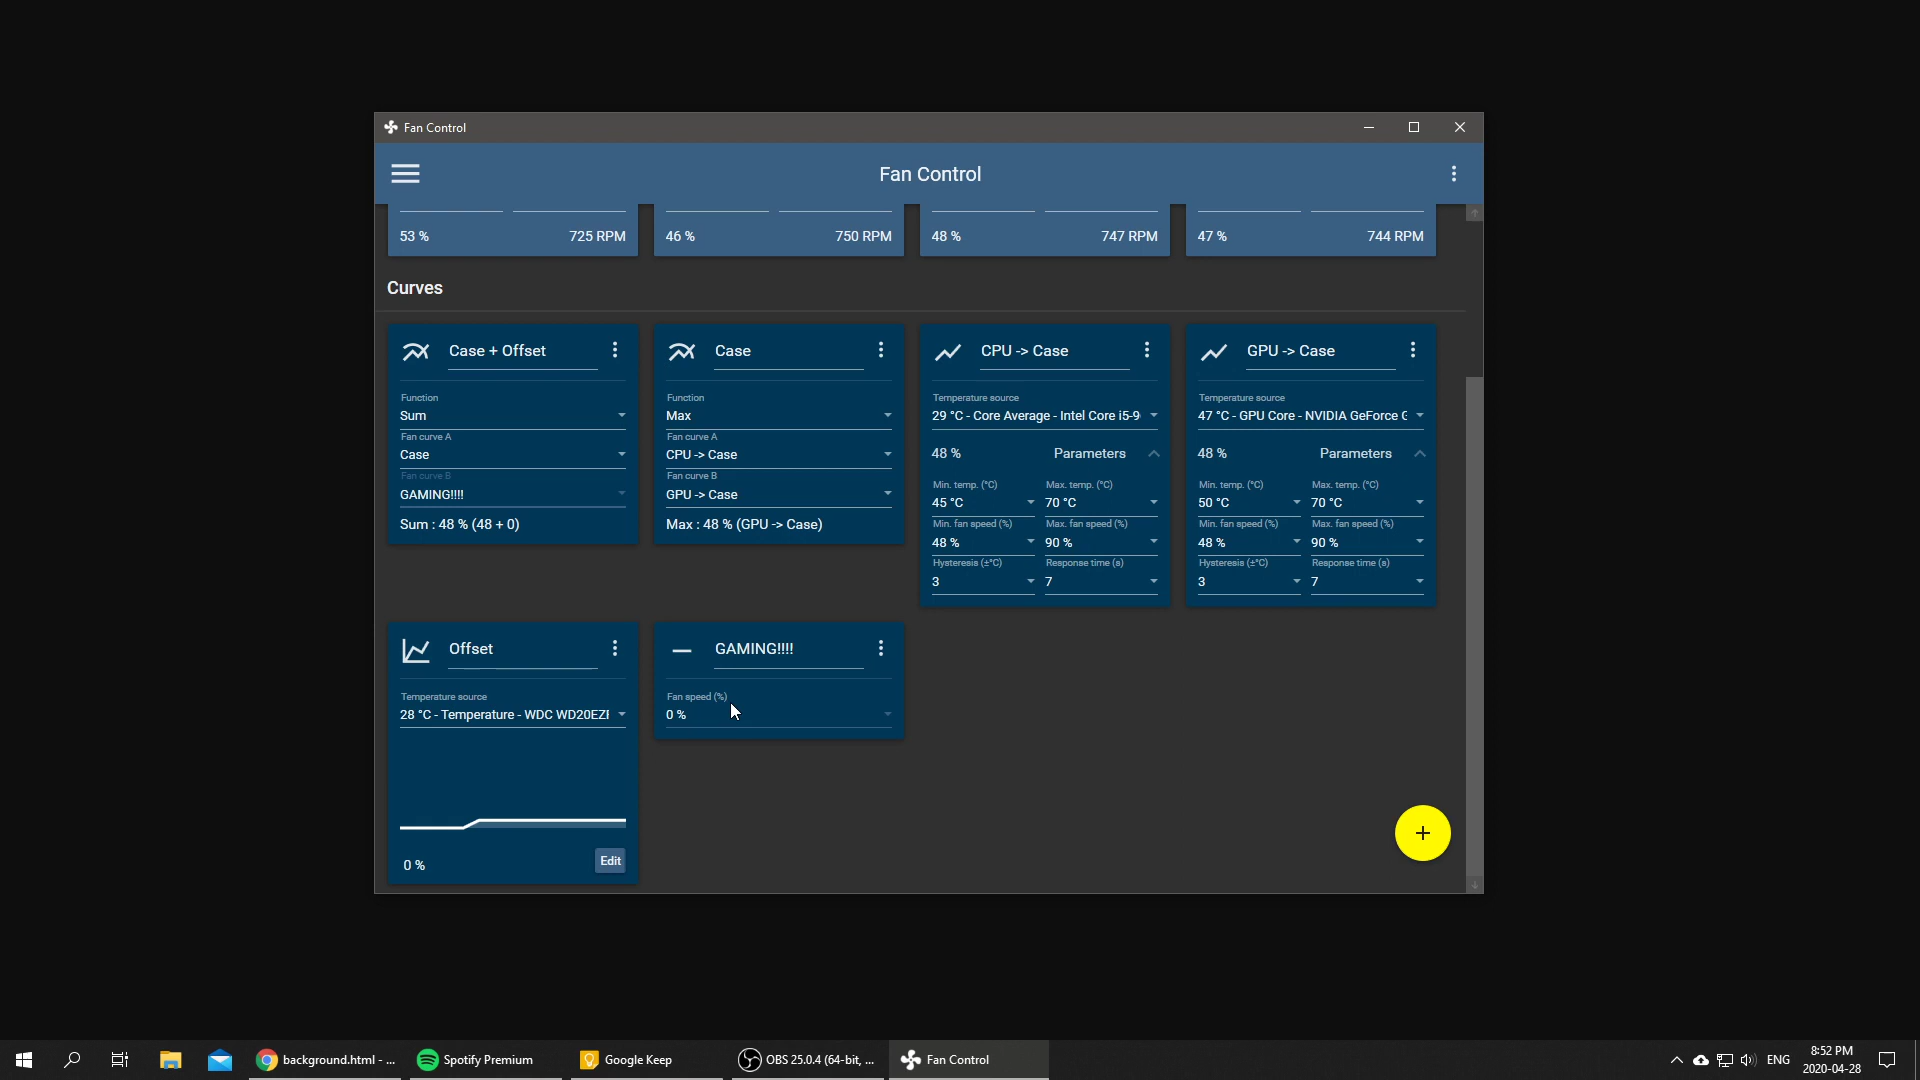 Fan Control
Fan Control
53 % 725 RPM
46 % 750 RPM
48 % 747 RPM
47 % 744 RPM
Curves
Case + Offset
Function
Sum
Fan curve A
Case
Fan curve B
GAMING!!!!
Sum : 48 % (48 + 0)
Case
Function
Max
Fan curve A
CPU -> Case
Fan curve B
GPU -> Case
Max : 48 % (GPU -> Case)
CPU -> Case
Temperature source
29 °C - Core Average - Intel Core i5-9
48 % Parameters
Min. temp. (°C) Max. temp. (°C)
45 °C 70 °C
Min. fan speed (%) Max. fan speed (%)
48 % 90 %
Hysteresis (±°C) Response time (s)
3 7
GPU -> Case
Temperature source
47 °C - GPU Core - NVIDIA GeForce G
48 % Parameters
Min. temp. (°C) Max. temp. (°C)
50 °C 70 °C
Min. fan speed (%) Max. fan speed (%)
48 % 90 %
Hysteresis (±°C) Response time (s)
3 7
Offset
Temperature source
28 °C - Temperature - WDC WD20EZF
0 % Edit
GAMING!!!!
Fan speed (%)
0 %
+
background.html - ... Spotify Premium Google Keep OBS 25.0.4 (64-bit, ... Fan Control ENG 8:52 PM
2020-04-28